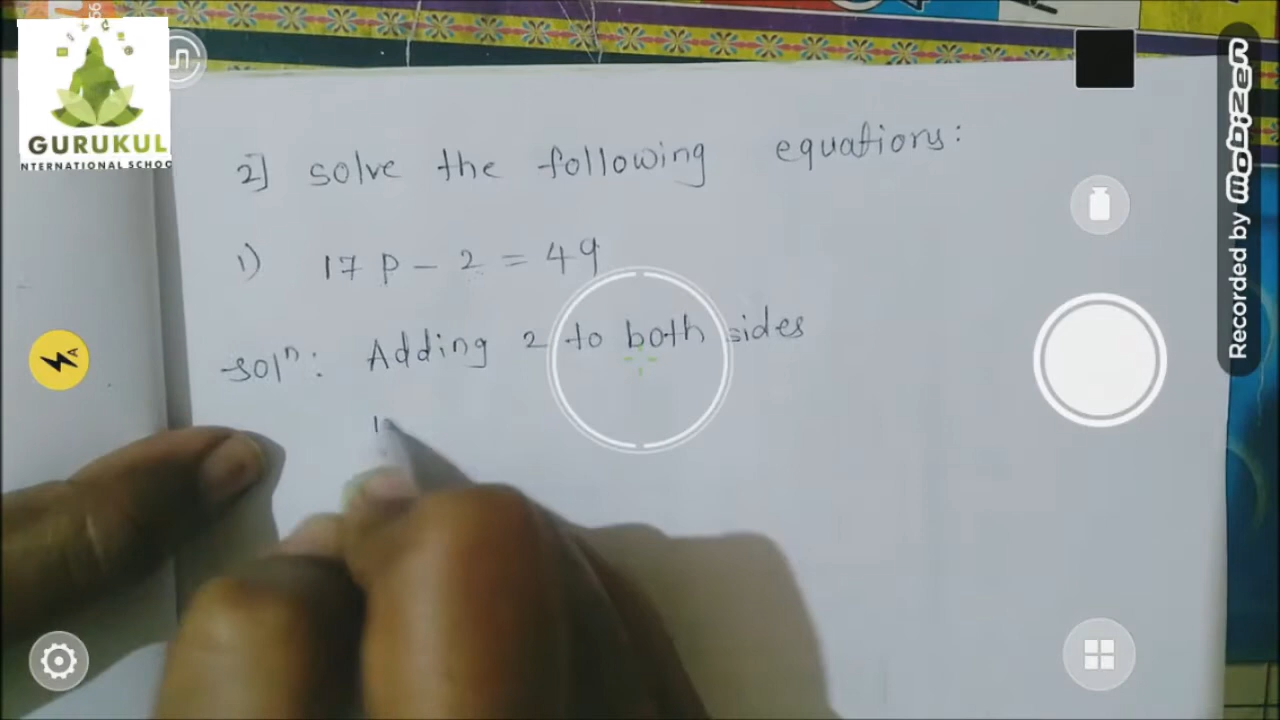 GURUKUL
NTERNATIONAL SCHOO
2] solve the following equations:
1) 17 p - 2 = 49
Solⁿ: Adding 2 to both sides
Recorded by mobizen